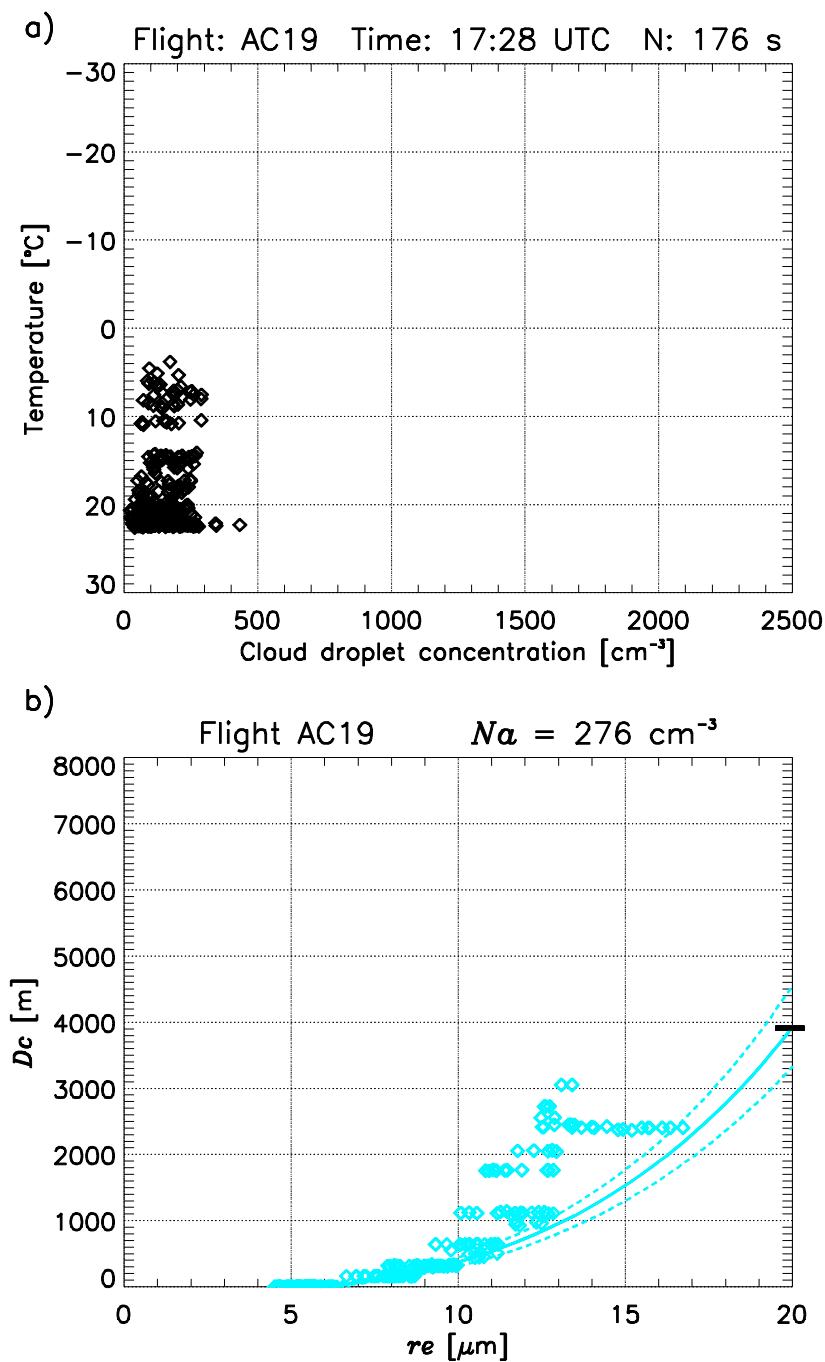 a)
Flight: AC19 Time: 17:28 UTC N: 176 s
−30
−20
−10
0
10
20
30
Temperature [°C]
0 500 1000 1500 2000 2500
Cloud droplet concentration [cm⁻³]
b)
Flight AC19 Na = 276 cm⁻³
8000
7000
6000
5000
4000
3000
2000
1000
0
Dc [m]
0 5 10 15 20
re [μm]